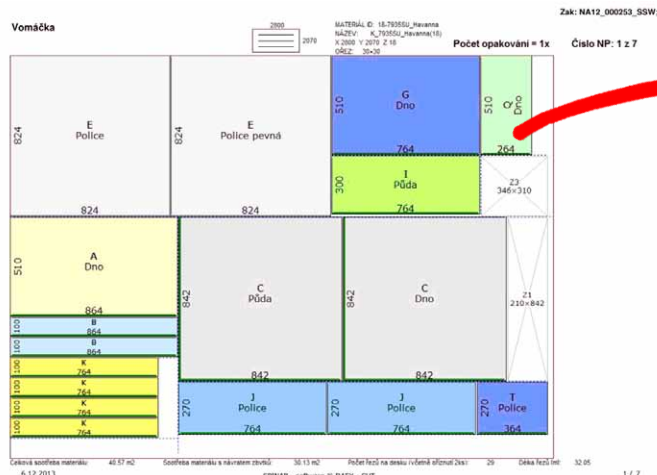 Zak: NA12_000253_SSW;
Vomáčka
2800
2070
MATERIÁL ID: 18-7935SU_Havanna
NÁZEV: K_7935SU_Havanna(18)
X 2800 Y 2070 Z 18
OŘEZ: 30+30
Počet opakování = 1x
Číslo NP: 1 z 7
824
E
Police
824
824
E
Police pevná
824
510
G
Dno
764
510
Dno
264
300
I
Půda
764
Z3
346×310
510
A
Dno
864
100
B
864
100
B
864
842
C
Půda
842
842
C
Dno
842
Z1
210×842
100
K
764
100
K
764
100
K
764
100
K
764
270
J
Police
764
270
J
Police
764
270
T
Police
364
Celková spotřeba materiálu: 40.57 m2
Spotřeba materiálu s návratem zbytků: 30.13 m2
Počet řezů na desku (včetně oříznutí 2ks): 29
Délka řezů [m]: 32.05
6.12.2013
1 / 7